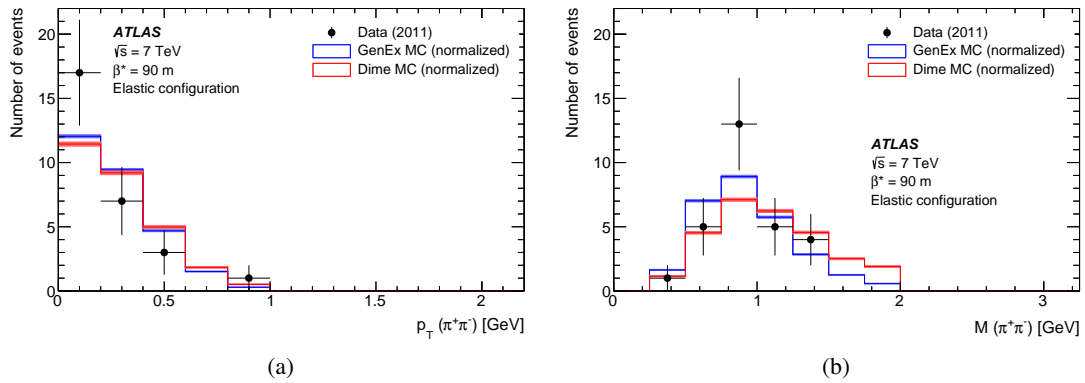 Number of events
20
15
10
5
0
0
0.5
1
1.5
2
p_T (π⁺π⁻) [GeV]
ATLAS
√s = 7 TeV
β* = 90 m
Elastic configuration
Data (2011)
GenEx MC (normalized)
Dime MC (normalized)
(a)
Number of events
20
15
10
5
0
0
1
2
3
M (π⁺π⁻) [GeV]
Data (2011)
GenEx MC (normalized)
Dime MC (normalized)
ATLAS
√s = 7 TeV
β* = 90 m
Elastic configuration
(b)